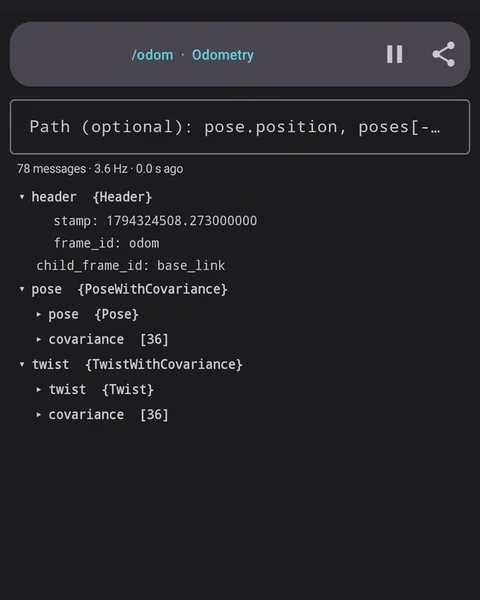 /odom · Odometry
Path (optional): pose.position, poses[-…
78 messages · 3.6 Hz · 0.0 s ago
▾ header {Header}
stamp: 1794324508.273000000
frame_id: odom
child_frame_id: base_link
▾ pose {PoseWithCovariance}
▸ pose {Pose}
▸ covariance [36]
▾ twist {TwistWithCovariance}
▸ twist {Twist}
▸ covariance [36]